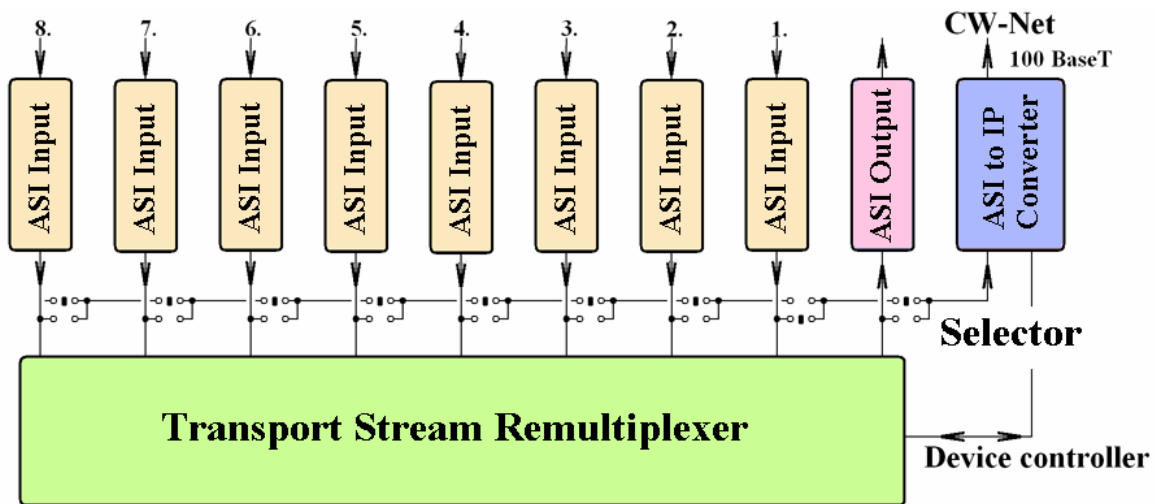 8. 7. 6. 5. 4. 3. 2. 1. CW-Net
100 BaseT
ASI Input
ASI Input
ASI Input
ASI Input
ASI Input
ASI Input
ASI Input
ASI Input
ASI Output
ASI to IP
Converter
Selector
Transport Stream Remultiplexer
Device controller